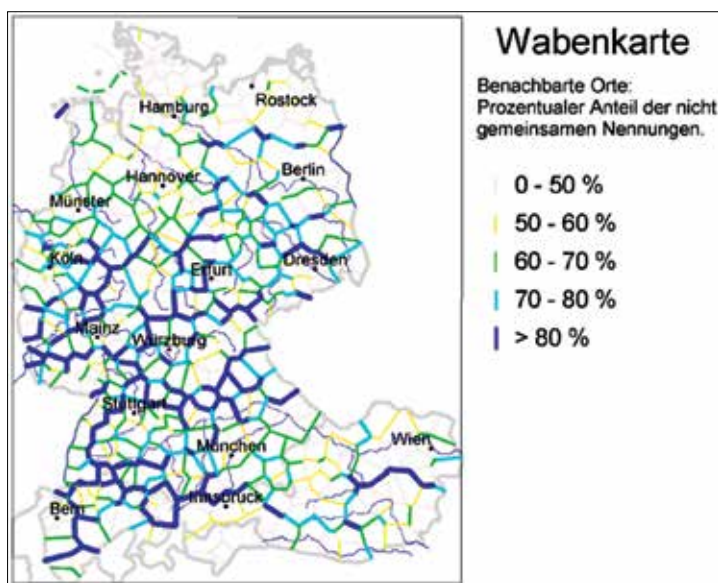 Wabenkarte
Benachbarte Orte:
Prozentualer Anteil der nicht
gemeinsamen Nennungen.
0 - 50 %
50 - 60 %
60 - 70 %
70 - 80 %
> 80 %
Rostock
Hamburg
Berlin
Hannover
Münster
Köln
Erfurt
Dresden
Mainz
Würzburg
Stuttgart
Wien
München
Innsbruck
Bern